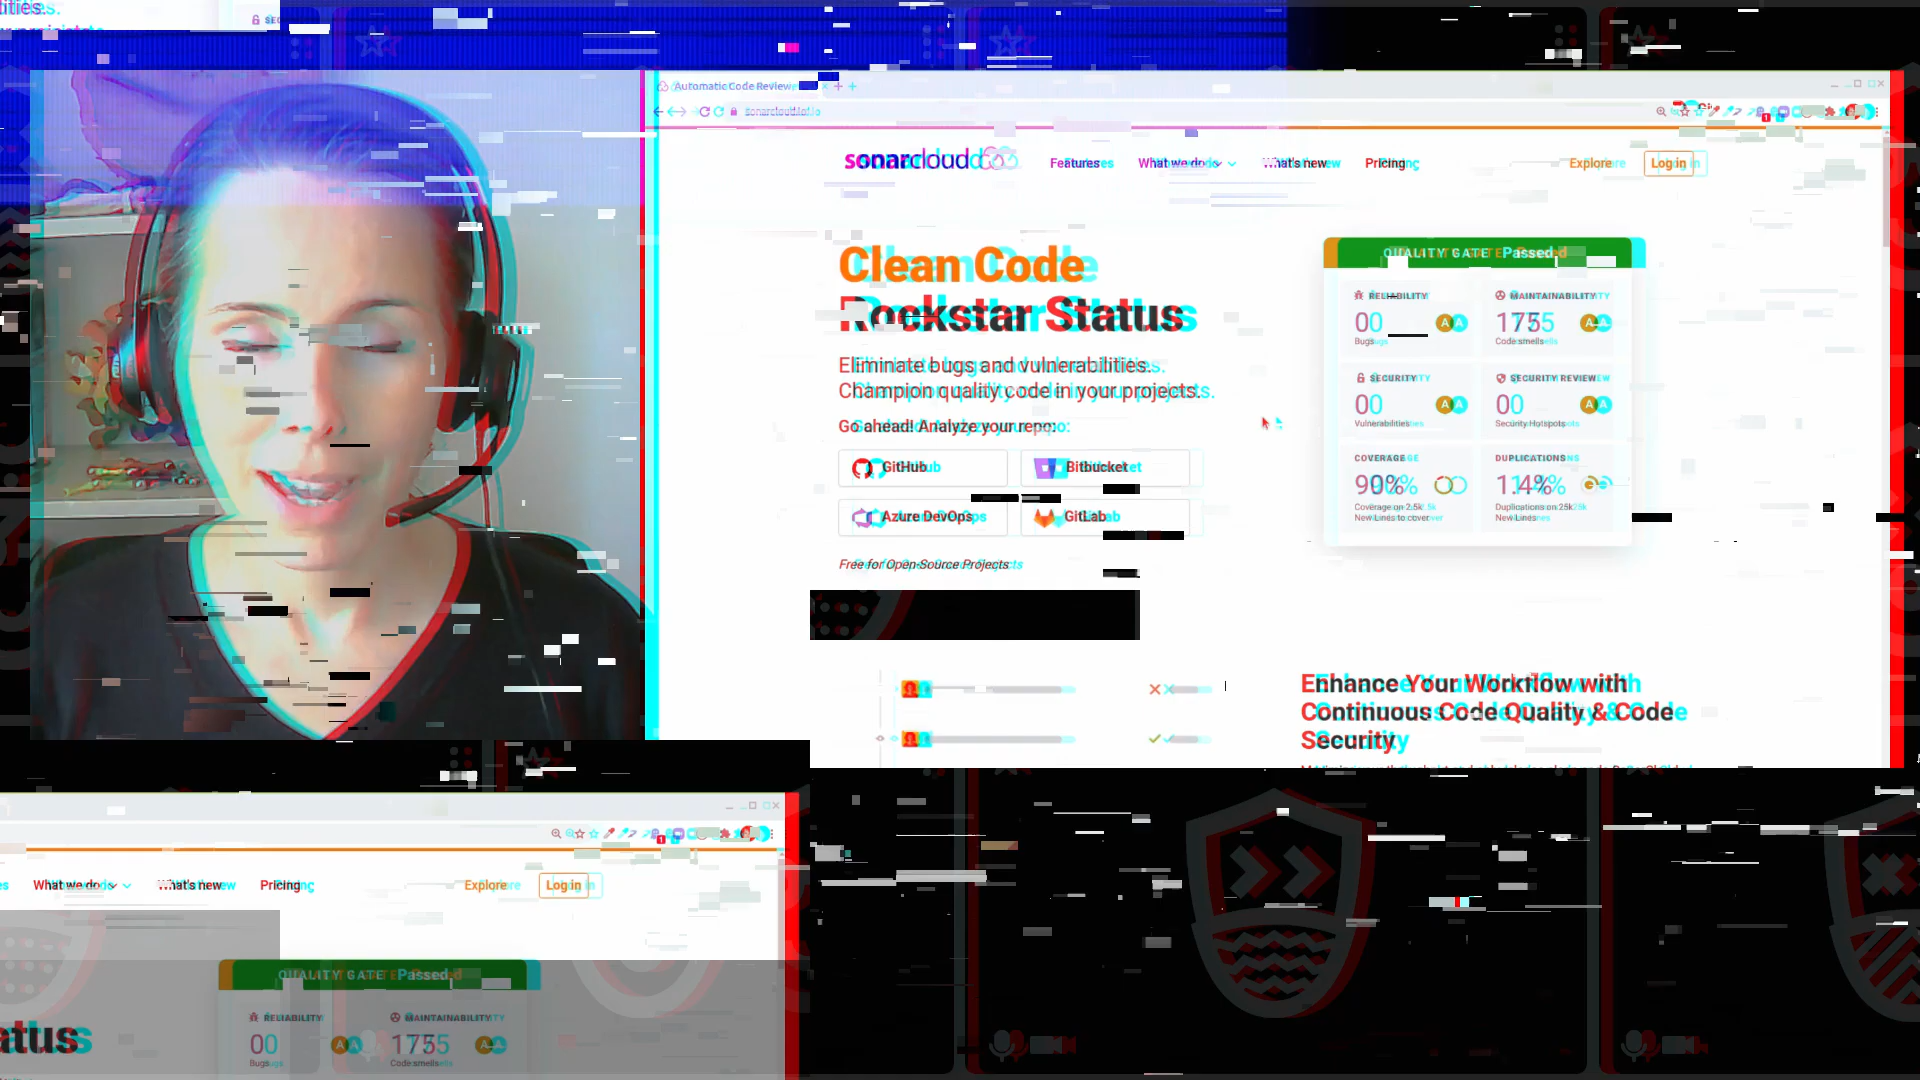 ities.
Automatic Code Review
sonarcloud.io
sonarcloud
Features
What we do
What's new
Pricing
Explore
Log in
Clean Code
Rockstar Status
Eliminate bugs and vulnerabilities.
Champion quality code in your projects.
Go ahead! Analyze your repo:
GitHub
Bitbucket
Azure DevOps
GitLab
Free for Open-Source Projects
QUALITY GATE Passed
RELIABILITY
0
Bugs
MAINTAINABILITY
175
Code smells
SECURITY
0
Vulnerabilities
SECURITY REVIEW
0
Security Hotspots
COVERAGE
90%
Coverage on 2.5k
New Lines to cover
DUPLICATIONS
1.4%
Duplications on 25k
New Lines
Enhance Your Workflow with
Continuous Code Quality & Code
Security
What we do
What's new
Pricing
Explore
Log in
QUALITY GATE Passed
RELIABILITY
0
Bugs
MAINTAINABILITY
175
Code smells
atus